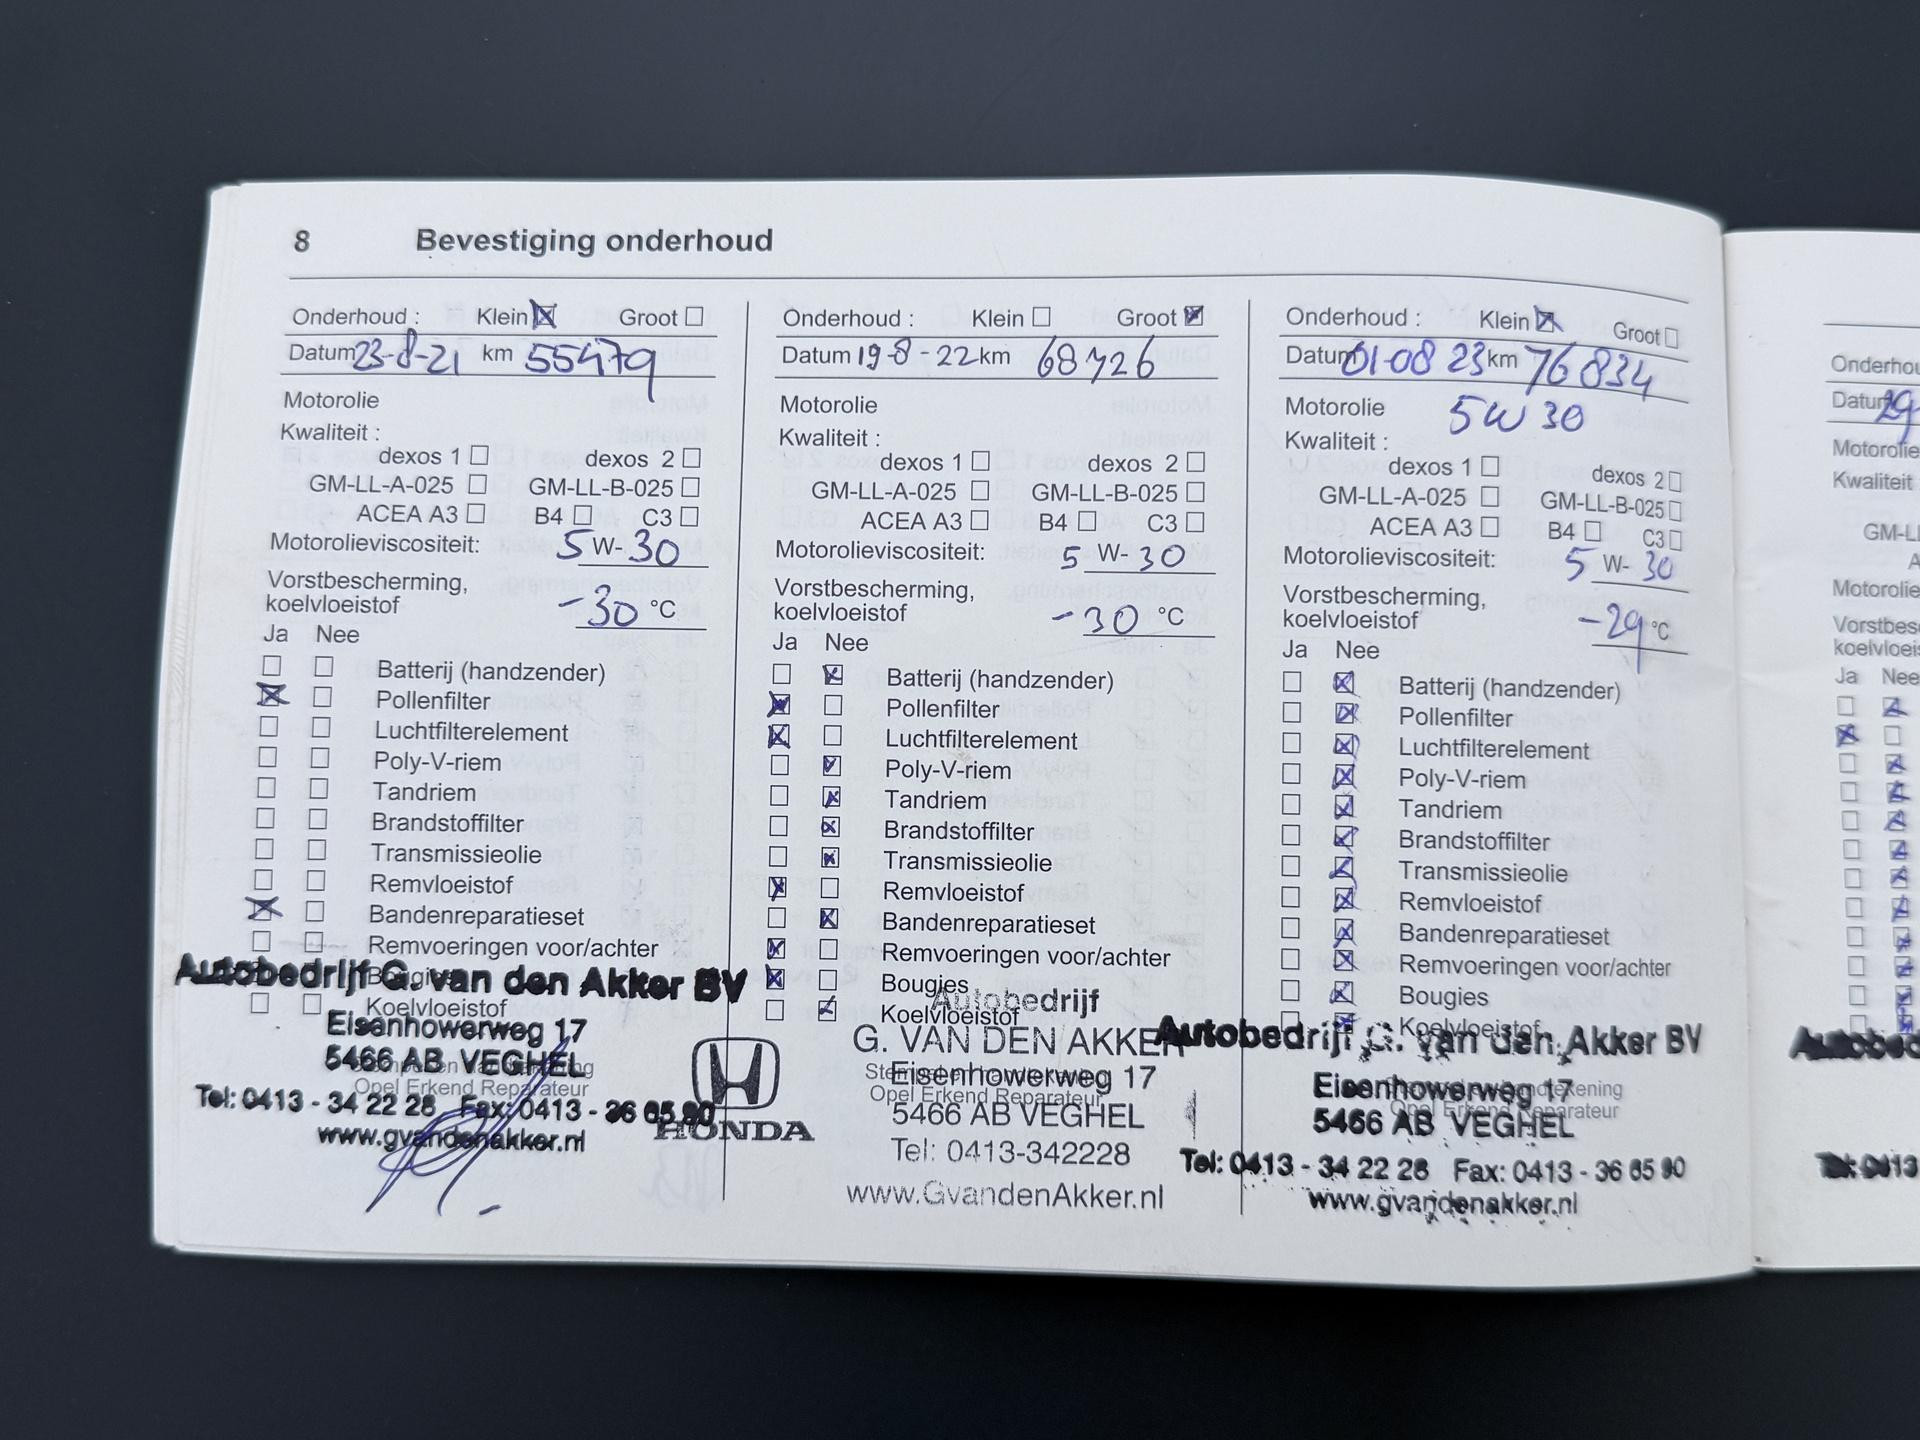 8 Bevestiging onderhoud
Onderhoud : Klein ☒ Groot ☐
Datum 23-8-21 km 55479
Motorolie
Kwaliteit :
dexos 1 ☐ dexos 2 ☐
GM-LL-A-025 ☐ GM-LL-B-025 ☐
ACEA A3 ☐ B4 ☐ C3 ☐
Motorolieviscositeit: 5 W- 30
Vorstbescherming,
koelvloeistof -30 °C
Ja Nee
☐ ☐ Batterij (handzender)
☒ ☐ Pollenfilter
☐ ☐ Luchtfilterelement
☐ ☐ Poly-V-riem
☐ ☐ Tandriem
☐ ☐ Brandstoffilter
☐ ☐ Transmissieolie
☐ ☐ Remvloeistof
☒ ☐ Bandenreparatieset
☐ ☐ Remvoeringen voor/achter
Bougies
☐ ☐ Koelvloeistof
Autobedrijf G. van den Akker BV
Eisenhowerweg 17
5466 AB VEGHEL
Opel Erkend Reparateur
Tel: 0413 - 34 22 28 Fax: 0413 - 36 65 90
www.gvandenakker.nl
Onderhoud : Klein ☐ Groot ☒
Datum 19-8-22 km 68726
Motorolie
Kwaliteit :
dexos 1 ☐ dexos 2 ☐
GM-LL-A-025 ☐ GM-LL-B-025 ☐
ACEA A3 ☐ B4 ☐ C3 ☐
Motorolieviscositeit: 5 W- 30
Vorstbescherming,
koelvloeistof -30 °C
Ja Nee
☐ ☒ Batterij (handzender)
☒ ☐ Pollenfilter
☒ ☐ Luchtfilterelement
☐ ☒ Poly-V-riem
☐ ☒ Tandriem
☐ ☒ Brandstoffilter
☐ ☒ Transmissieolie
☒ ☐ Remvloeistof
☐ ☒ Bandenreparatieset
☒ ☐ Remvoeringen voor/achter
☒ ☐ Bougies
☐ ☒ Koelvloeistof
Autobedrijf
G. VAN DEN AKKER
Eisenhowerweg 17
Opel Erkend Reparateur
5466 AB VEGHEL
HONDA
Tel: 0413-342228
www.GvandenAkker.nl
Onderhoud : Klein ☒ Groot ☐
Datum 01-08 23 km 76834
Motorolie 5W30
Kwaliteit :
dexos 1 ☐ dexos 2 ☐
GM-LL-A-025 ☐ GM-LL-B-025 ☐
ACEA A3 ☐ B4 ☐ C3 ☐
Motorolieviscositeit: 5 W- 30
Vorstbescherming,
koelvloeistof -29 °C
Ja Nee
☐ ☒ Batterij (handzender)
☐ ☒ Pollenfilter
☐ ☒ Luchtfilterelement
☐ ☒ Poly-V-riem
☐ ☒ Tandriem
☐ ☒ Brandstoffilter
☐ ☒ Transmissieolie
☐ ☒ Remvloeistof
☐ ☒ Bandenreparatieset
☐ ☒ Remvoeringen voor/achter
☐ ☒ Bougies
☐ ☒ Koelvloeistof
Autobedrijf G. van den Akker BV
Eisenhowerweg 17
Opel Erkend Reparateur
5466 AB VEGHEL
Tel: 0413 - 34 22 28 Fax: 0413 - 36 65 90
www.gvandenakker.nl
Motorolie
Kwaliteit
Ja Nee